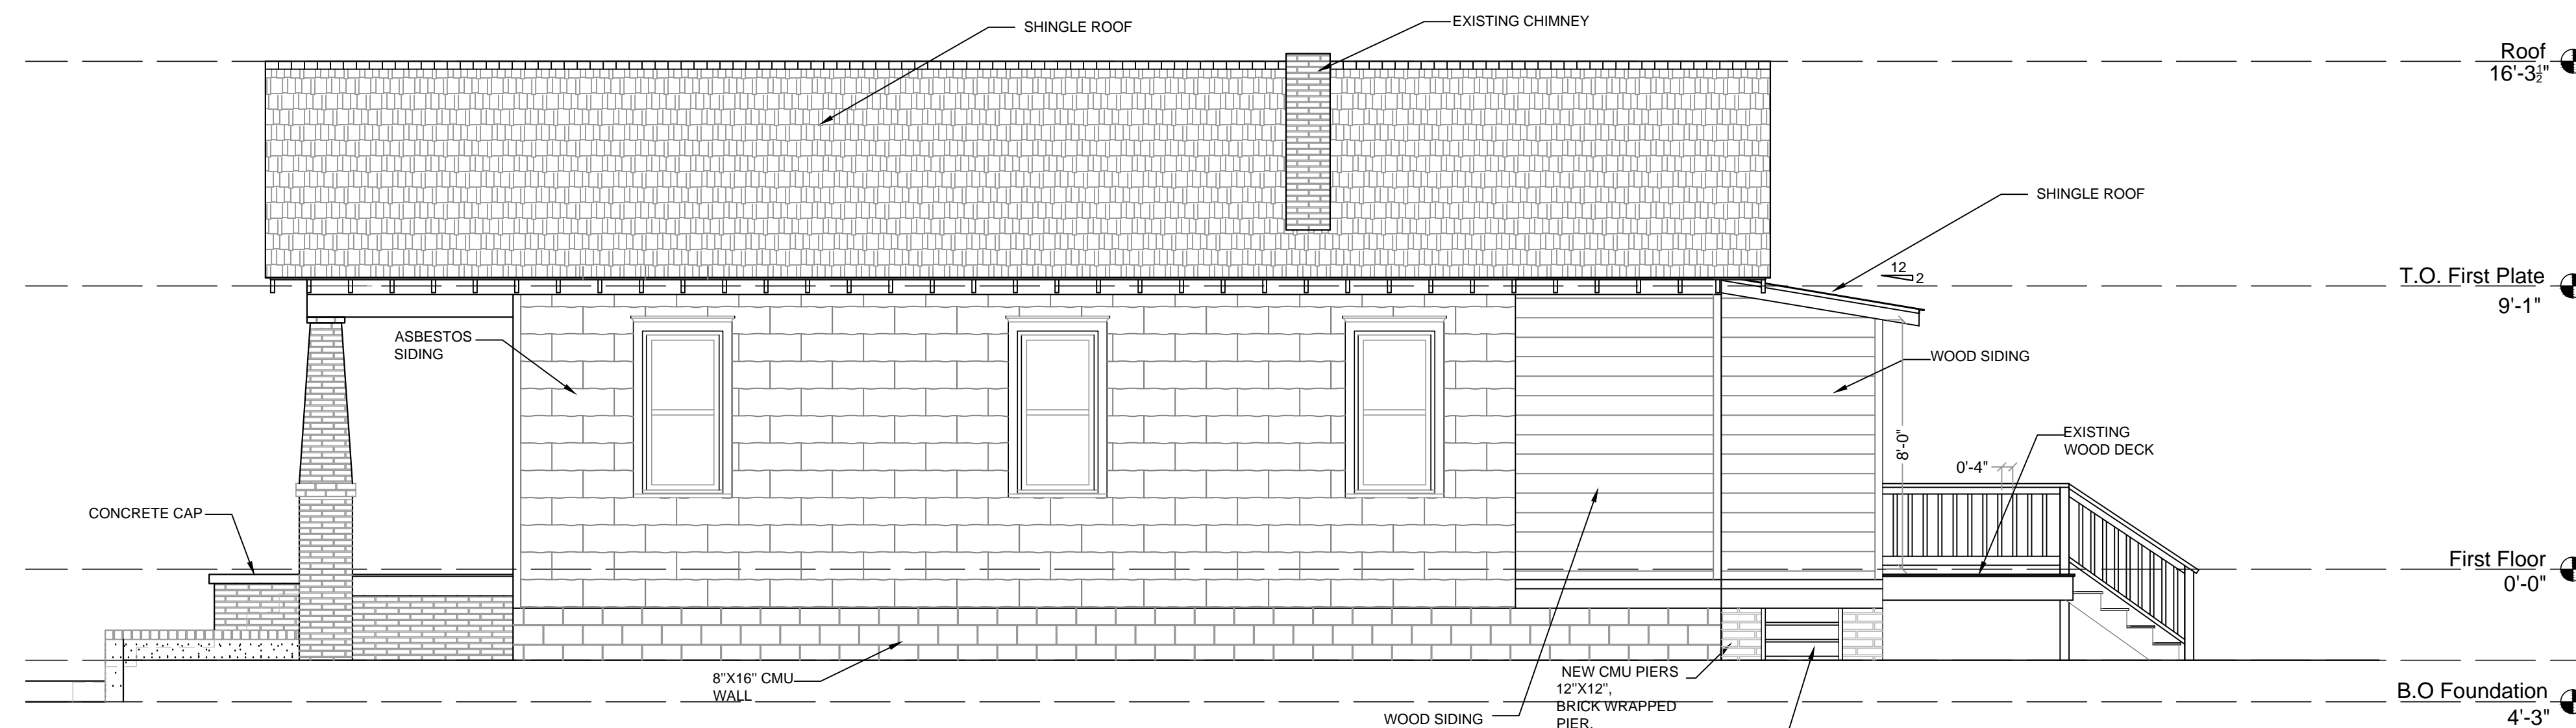 SHINGLE ROOF
EXISTING CHIMNEY
Roof
16'-3½"
SHINGLE ROOF
12
2
T.O. First Plate
9'-1"
ASBESTOS
SIDING
WOOD SIDING
8'-0"
EXISTING
WOOD DECK
0'-4"
CONCRETE CAP
First Floor
0'-0"
8"X16" CMU
WALL
NEW CMU PIERS
12"X12",
BRICK WRAPPED
PIER.
WOOD SIDING
B.O Foundation
4'-3"